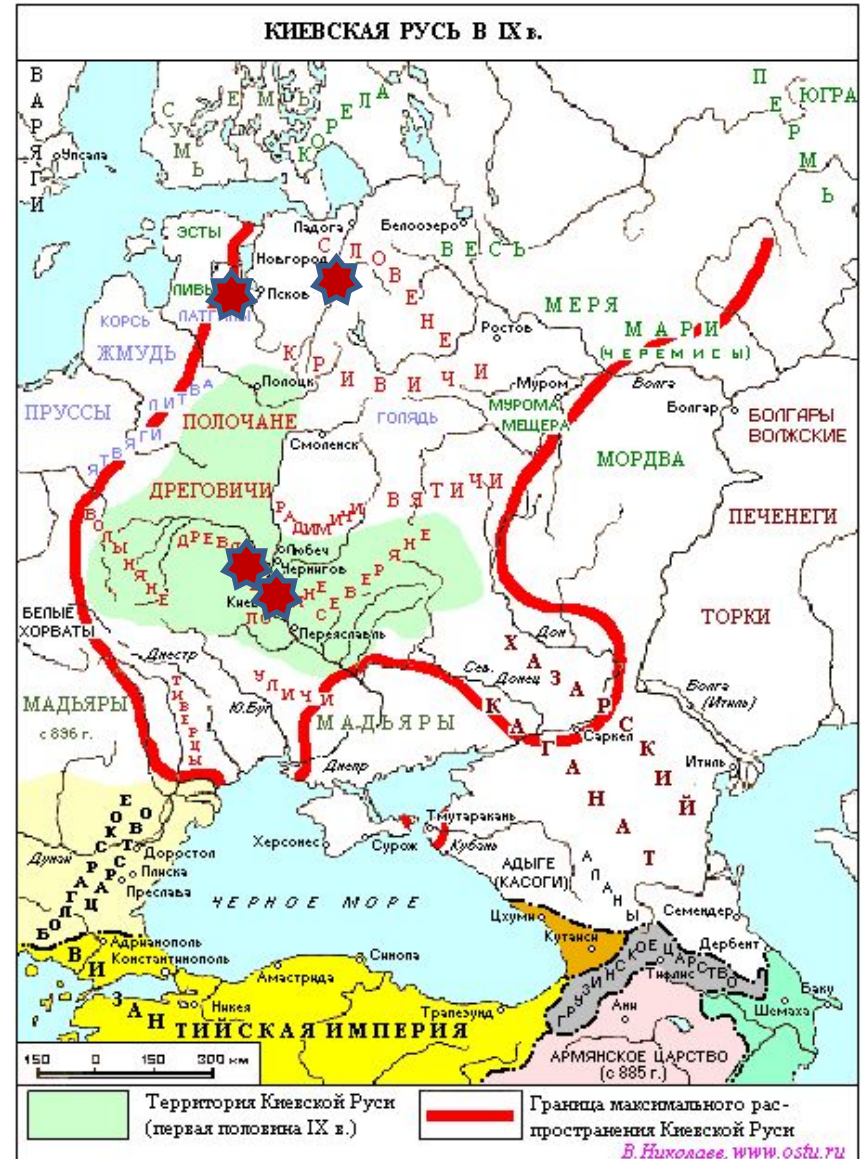 КИЕВСКАЯ РУСЬ В IX в.
ВАРЯГИ
Упсала
СУМЬ
ЕМЬ
КОРЕЛА
ПЕРМЬ
ЮГРА
ЭСТЫ
Ладога
Белоозеро
ВЕСЬ
Новгород
СЛОВЕНЕ
ЛИВЫ
Псков
КОРСЬ
ЖМУДЬ
МЕРЯ
МАРИ
(ЧЕРЕМИСЫ)
Ростов
КРИВИЧИ
Полоцк
Муром
Волга
ЛИТВА
ПРУССЫ
ПОЛОЧАНЕ
ГОЛЯДЬ
МУРОМА
МЕЩЕРА
Болгар
БОЛГАРЫ
ВОЛЖСКИЕ
ЯТВЯГИ
Смоленск
МОРДВА
ДРЕГОВИЧИ
РАДИМИЧИ
ВЯТИЧИ
ПЕЧЕНЕГИ
ВОЛЫНЯНЕ
Любеч
Чернигов
СЕВЕРЯНЕ
Киев
БЕЛЫЕ
ХОРВАТЫ
Переяславль
ТОРКИ
Дон
Днестр
Сев.
Донец
ХАЗАРСКИЙ
КАГАНАТ
УЛИЧИ
ТИВЕРЦЫ
Ю.Буг
МАДЬЯРЫ
с 896 г.
МАДЬЯРЫ
Волга
(Итиль)
Саркел
Итиль
Днепр
Тмутаракань
Херсонес
Сурож
Кубань
БОЛГАРСКОЕ
ЦАРСТВО
Дунай
Доростол
Плиска
Преслава
АДЫГЕ
(КАСОГИ)
АЛАНЫ
ЧЕРНОЕ МОРЕ
Цхуми
Кутаиси
Семендер
Дербент
Адрианополь
Константинополь
Синопа
Амастрида
ГРУЗИНСКОЕ ЦАРСТВО
Тифлис
Баку
Шемаха
Никея
Трапезунд
Ани
ВИЗАНТИЙСКАЯ ИМПЕРИЯ
АРМЯНСКОЕ ЦАРСТВО
(с 885 г.)
150 0 150 300 км
Территория Киевской Руси
(первая половина IX в.)
Граница максимального рас-
пространения Киевской Руси
В.Николаев, www.ostu.ru